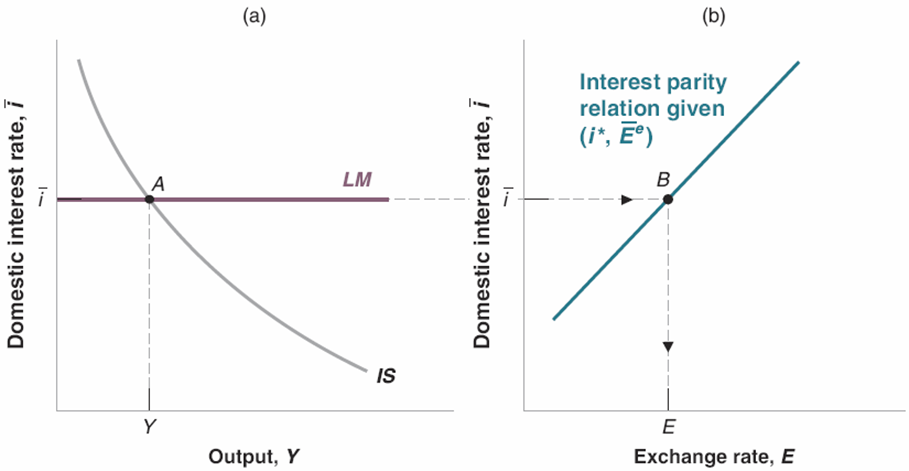 (a)
Domestic interest rate, i̅
i̅
A
LM
IS
Y
Output, Y
(b)
Domestic interest rate, i̅
i̅
Interest parity
relation given
(i*, E̅ᵉ)
B
E
Exchange rate, E